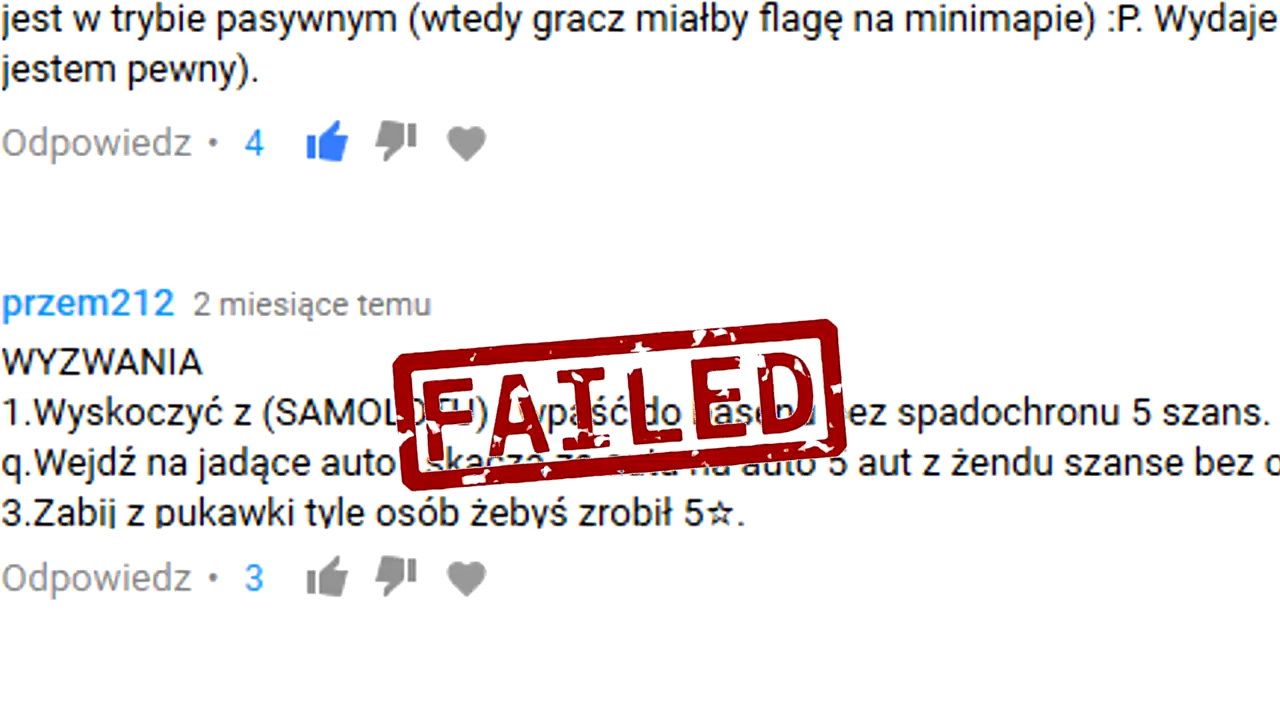 jest w trybie pasywnym (wtedy gracz miałby flagę na minimapie) :P. Wydaje
jestem pewny).
Odpowiedz • 4
przem212 2 miesiące temu
WYZWANIA
1.Wyskoczyć z do spadochronu 5 szans.
q.Wejdź na jadące auto na auto 5 aut z żendu szanse bez
3.Zabij z pukawki tyle osób żebyś zrobił 5☆.
FAILED
Odpowiedz • 3